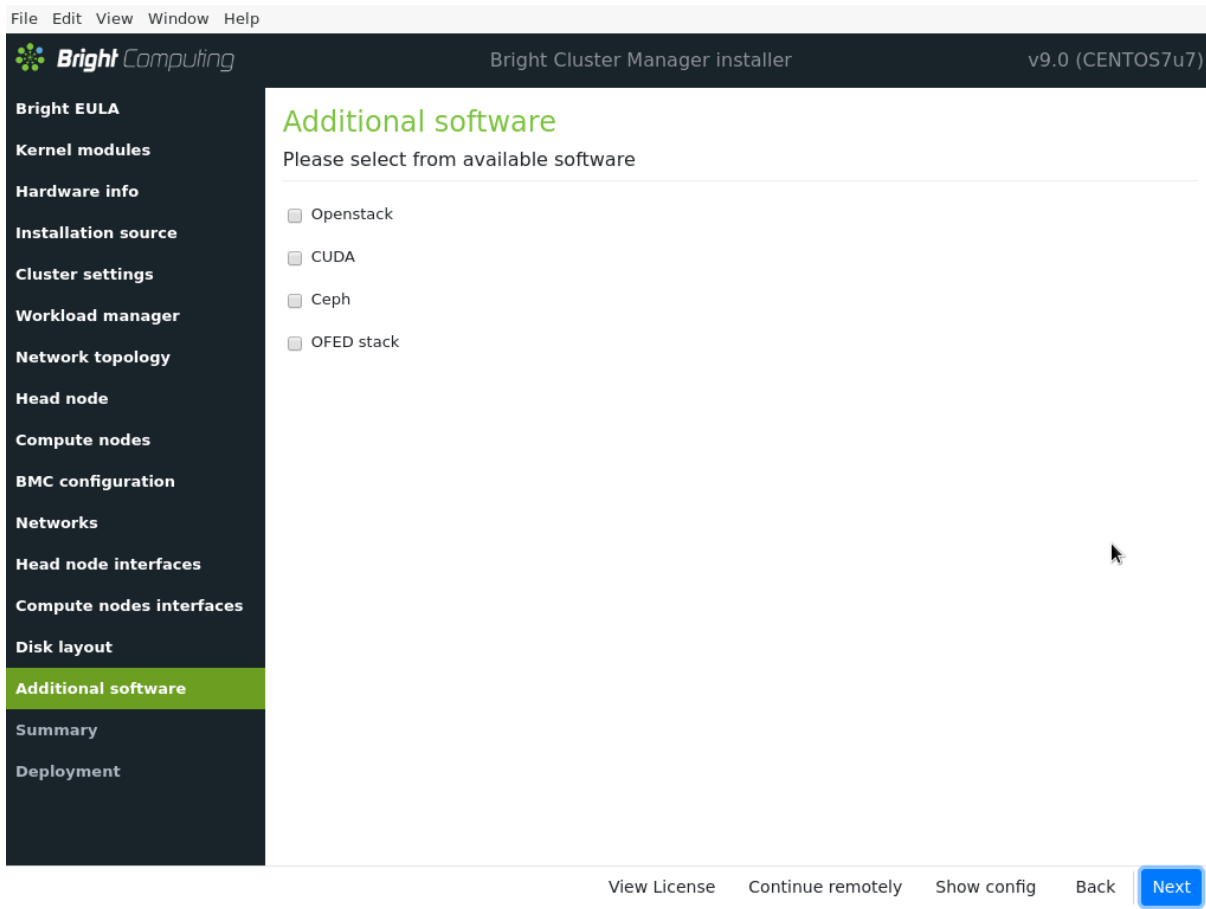 File Edit View Window Help
Bright Computing
Bright Cluster Manager installer
v9.0 (CENTOS7u7)
Bright EULA
Kernel modules
Hardware info
Installation source
Cluster settings
Workload manager
Network topology
Head node
Compute nodes
BMC configuration
Networks
Head node interfaces
Compute nodes interfaces
Disk layout
Additional software
Summary
Deployment
Additional software
Please select from available software
Openstack
CUDA
Ceph
OFED stack
View License Continue remotely Show config Back Next